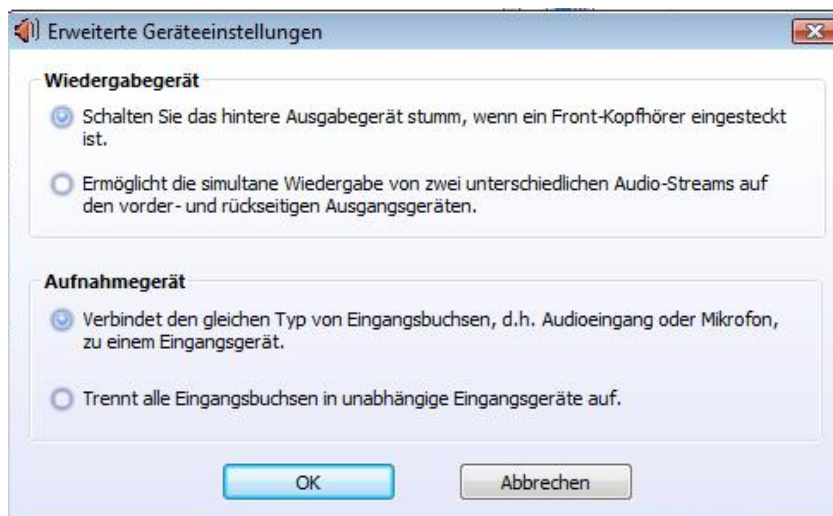 Erweiterte Geräteeinstellungen
Wiedergabegerät
Schalten Sie das hintere Ausgabegerät stumm, wenn ein Front-Kopfhörer eingesteckt
ist.
Ermöglicht die simultane Wiedergabe von zwei unterschiedlichen Audio-Streams auf
den vorder- und rückseitigen Ausgangsgeräten.
Aufnahmegerät
Verbindet den gleichen Typ von Eingangsbuchsen, d.h. Audioeingang oder Mikrofon,
zu einem Eingangsgerät.
Trennt alle Eingangsbuchsen in unabhängige Eingangsgeräte auf.
OK
Abbrechen